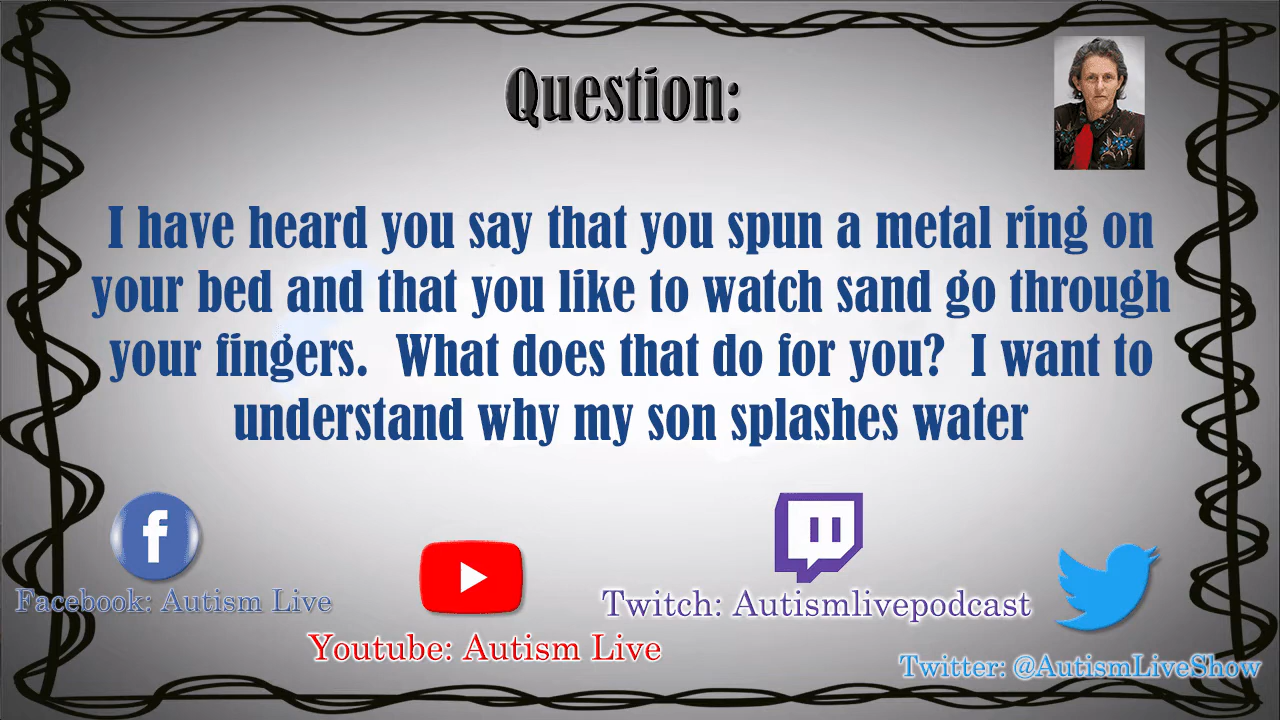 Question:
I have heard you say that you spun a metal ring on
your bed and that you like to watch sand go through
your fingers.  What does that do for you?  I want to
understand why my son splashes water
Facebook: Autism Live
Youtube: Autism Live
Twitch: Autismlivepodcast
Twitter: @AutismLiveShow